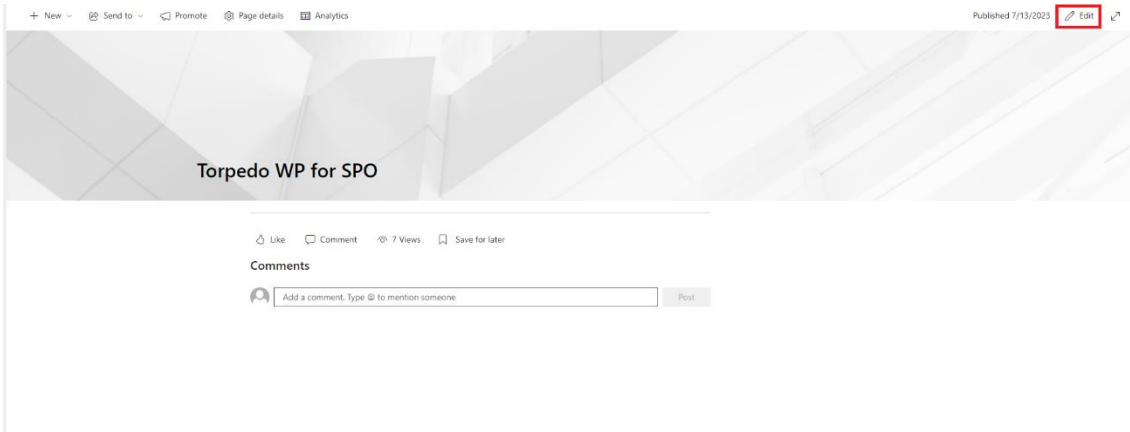 + New Send to Promote Page details Analytics Published 7/13/2023 Edit
Torpedo WP for SPO
Like Comment 7 Views Save for later
Comments
Add a comment. Type @ to mention someone Post